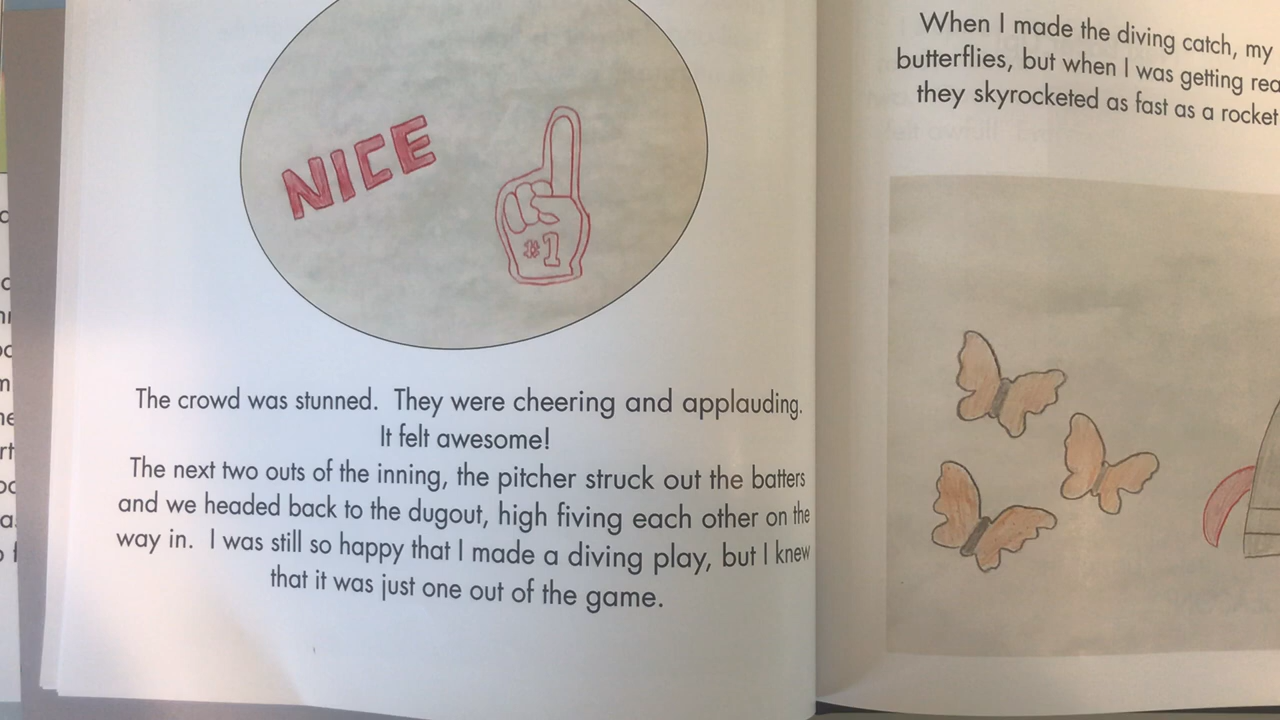 NICE
#1
The crowd was stunned. They were cheering and applauding.
It felt awesome!
The next two outs of the inning, the pitcher struck out the batters
and we headed back to the dugout, high fiving each other on the
way in. I was still so happy that I made a diving play, but I knew
that it was just one out of the game.
When I made the diving catch, my
butterflies, but when I was getting
they skyrocketed as fast as a rocket